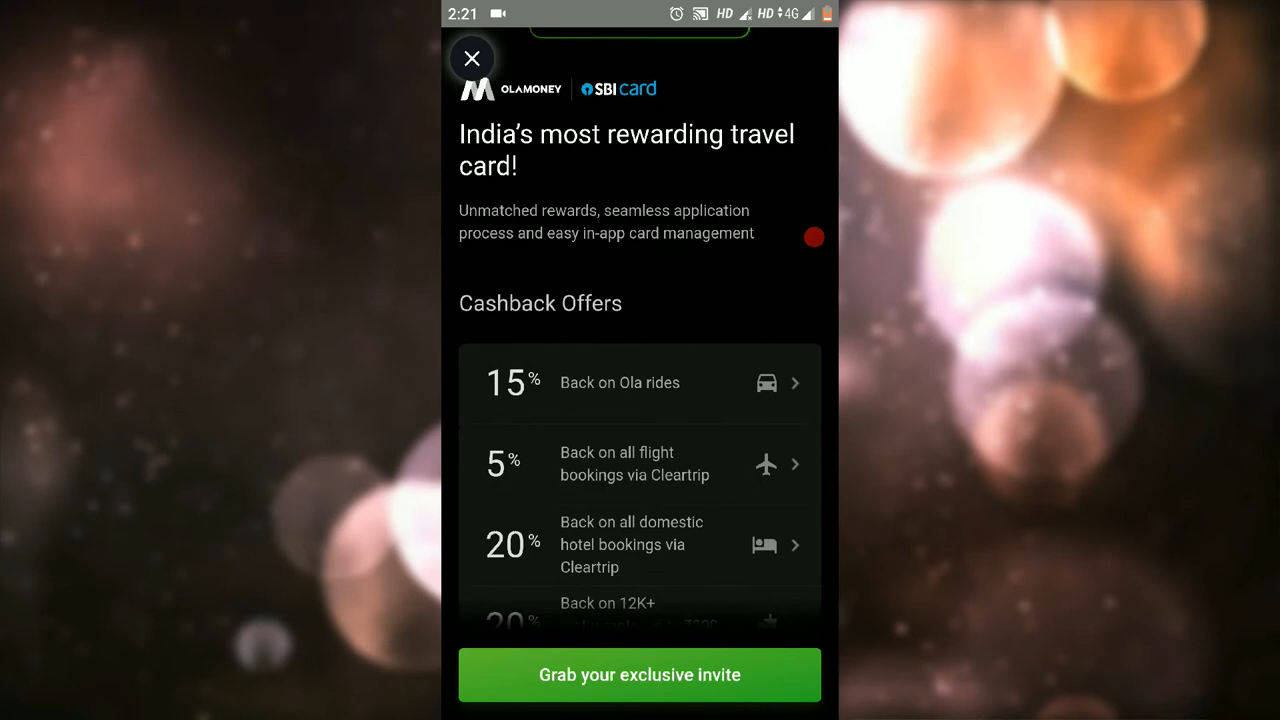 2:21 HD HD 4G
OLAMONEY SBI card
India's most rewarding travel
card!
Unmatched rewards, seamless application
process and easy in-app card management
Cashback Offers
15% Back on Ola rides
5% Back on all flight
bookings via Cleartrip
20% Back on all domestic
hotel bookings via
Cleartrip
20% Back on 12K+
Grab your exclusive invite